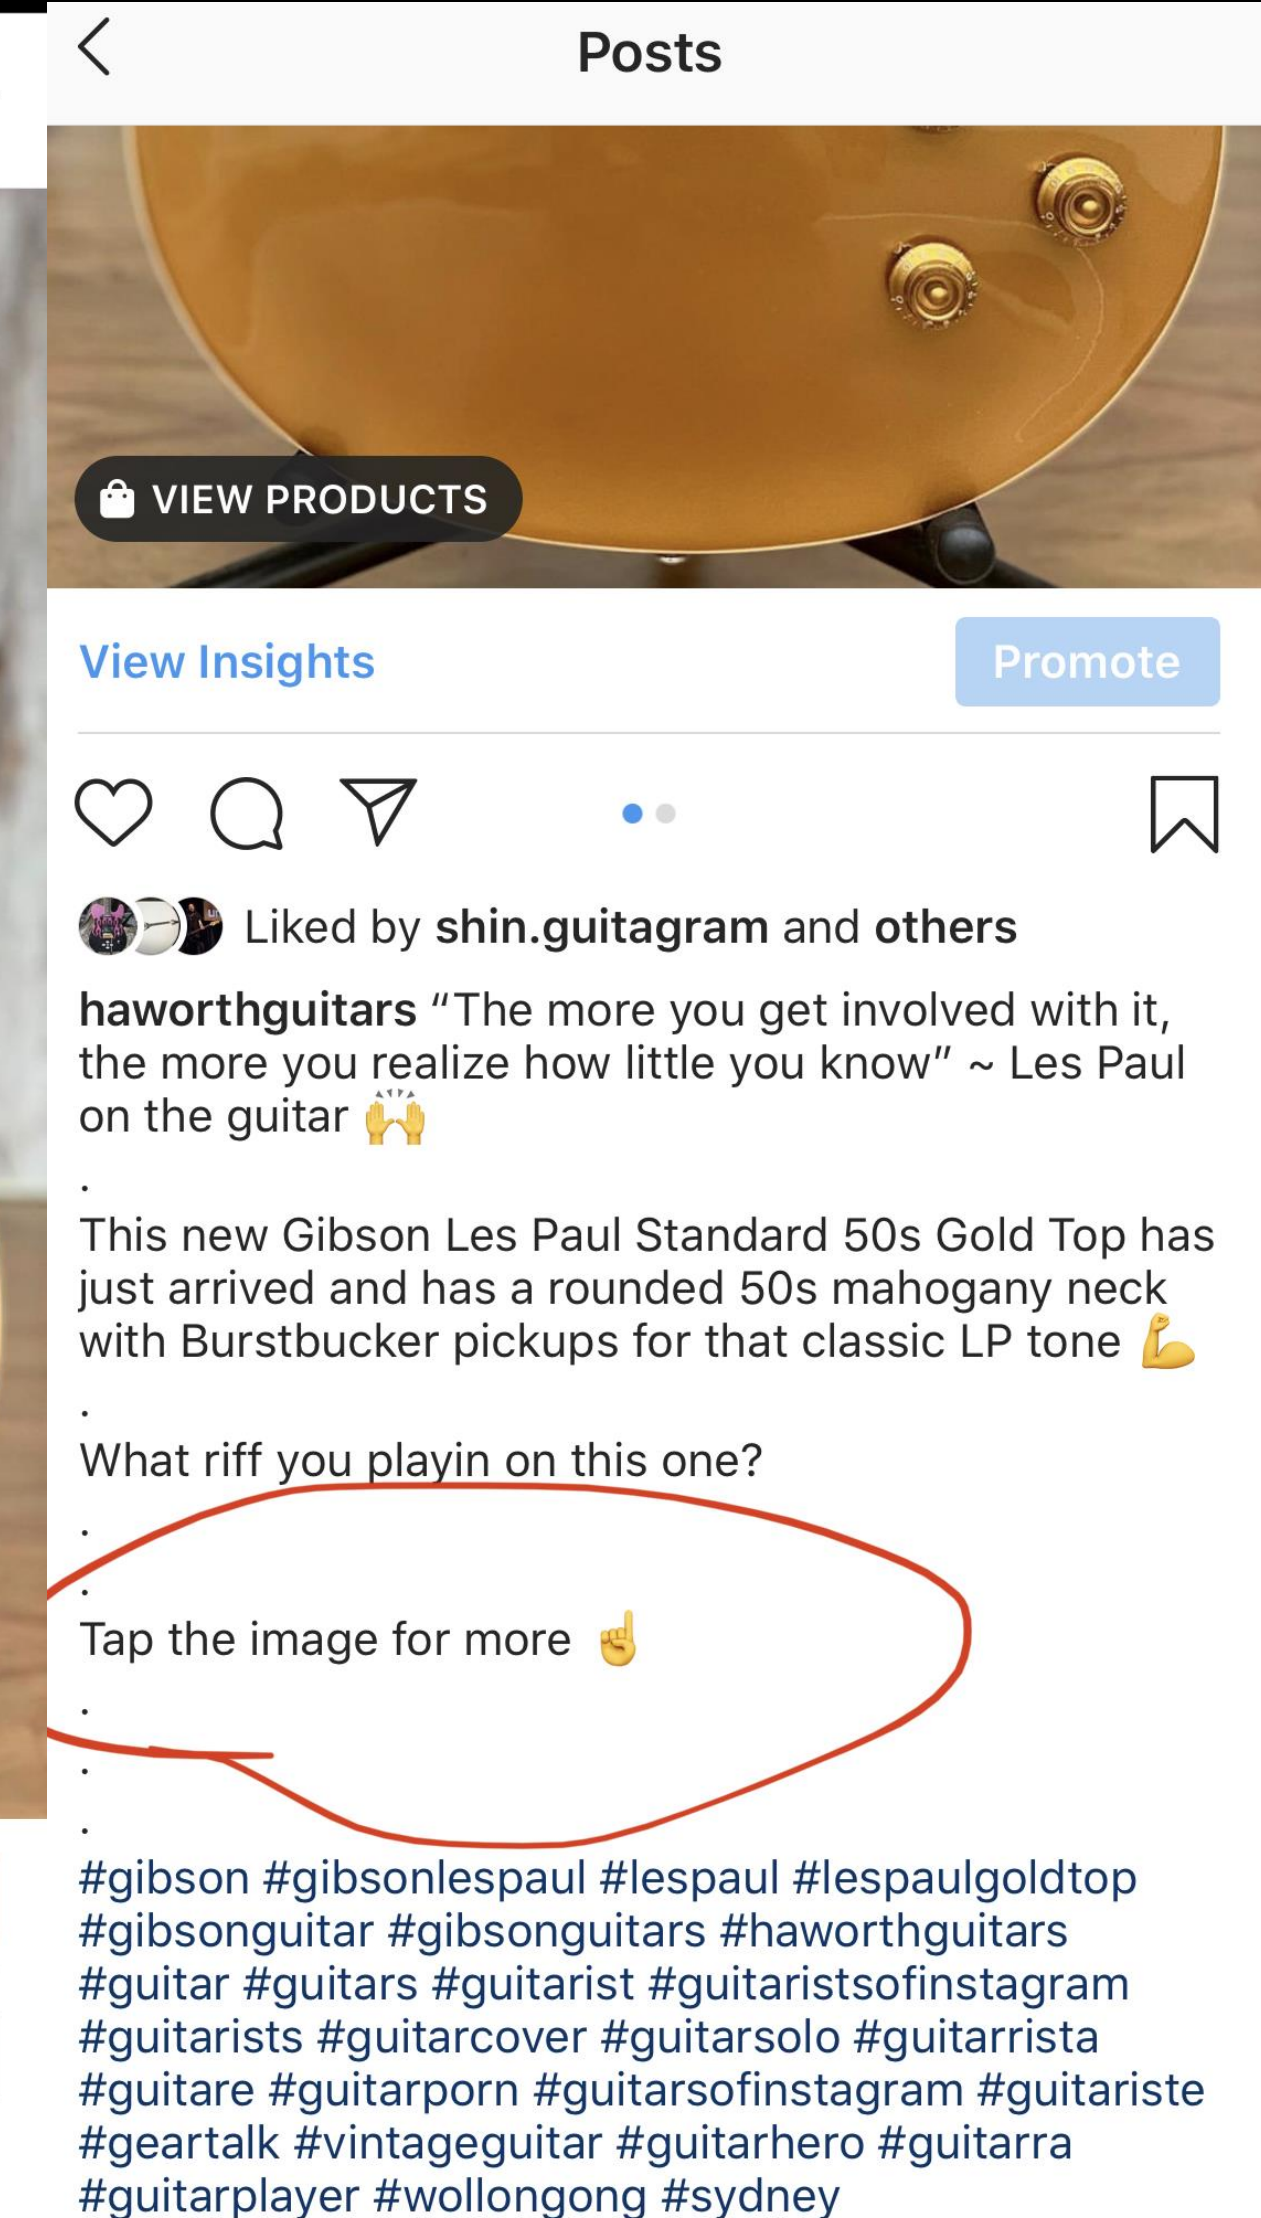 Posts
VIEW PRODUCTS
View Insights
Promote
Liked by shin.guitagram and others
haworthguitars “The more you get involved with it,
the more you realize how little you know” ~ Les Paul
on the guitar 🙌
.
This new Gibson Les Paul Standard 50s Gold Top has
just arrived and has a rounded 50s mahogany neck
with Burstbucker pickups for that classic LP tone 💪
.
What riff you playin on this one?
.
.
Tap the image for more ☝️
.
.
.
#gibson #gibsonlespaul #lespaul #lespaulgoldtop
#gibsonguitar #gibsonguitars #haworthguitars
#guitar #guitars #guitarist #guitaristsofinstagram
#guitarists #guitarcover #guitarsolo #guitarrista
#guitare #guitarporn #guitarsofinstagram #guitariste
#geartalk #vintageguitar #guitarhero #guitarra
#guitarplayer #wollongong #sydney